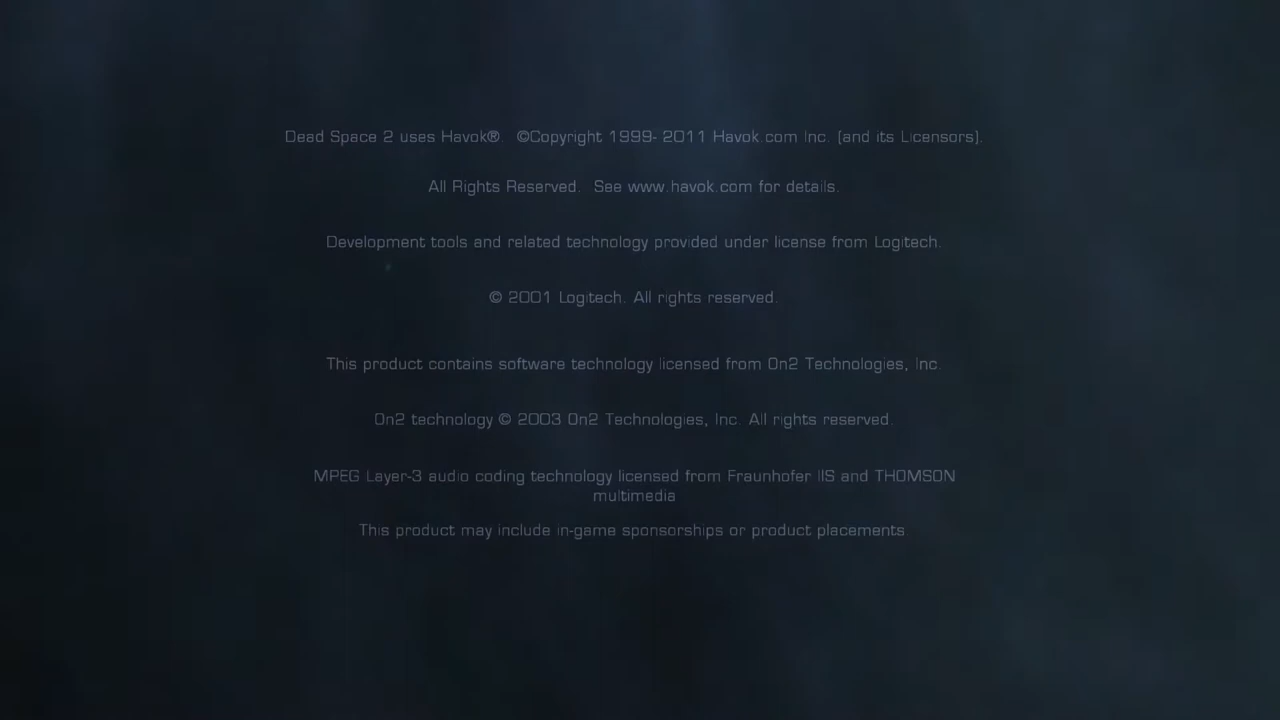 Dead Space 2 uses Havok®. ©Copyright 1999- 2011 Havok.com Inc. (and its Licensors).
All Rights Reserved. See www.havok.com for details.
Development tools and related technology provided under license from Logitech.
© 2001 Logitech. All rights reserved.
This product contains software technology licensed from On2 Technologies, Inc.
On2 technology © 2003 On2 Technologies, Inc. All rights reserved.
MPEG Layer-3 audio coding technology licensed from Fraunhofer IIS and THOMSON
multimedia
This product may include in-game sponsorships or product placements.